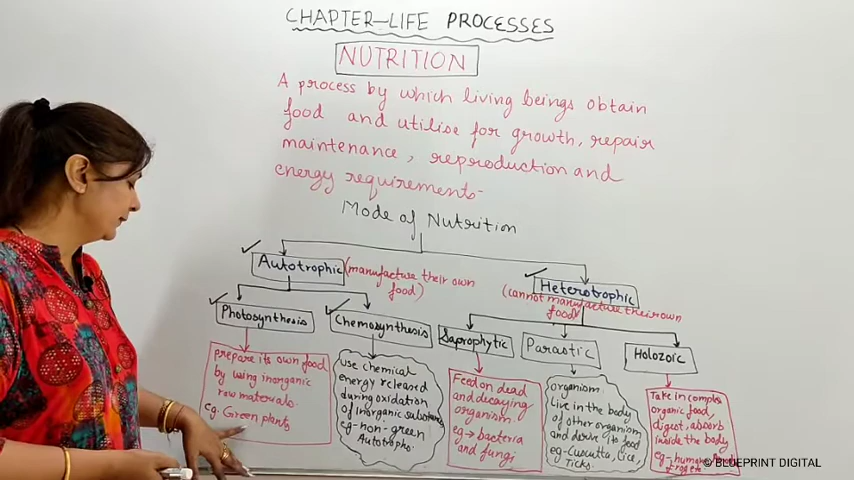 CHAPTER-LIFE PROCESSES
NUTRITION
A process by which living beings obtain
food and utilise for growth, repair
maintenance, reproduction and
energy requirements-
Mode of Nutrition
Autotrophic
(manufacture their own
food)
Heterotrophic
(cannot manufacture their own
food)
Photosynthesis
Chemosynthesis
Saprophytic
Parastic
Holozoic
prepare its own food
by using inorganic
raw materials.
eg. Green plants
use chemical
energy released
during oxidation
of inorganic substances
eg-non-green
Autotrophs.
Feed on dead
and decaying
organism.
eg→bacteria
and fungi
organism.
Live in the body
of other organism
and derive its food
eg-Cuscutta, Lice,
Ticks.
Take in complex
organic food,
digest, absorb
inside the body
eg-human
© BLUEPRINT DIGITAL